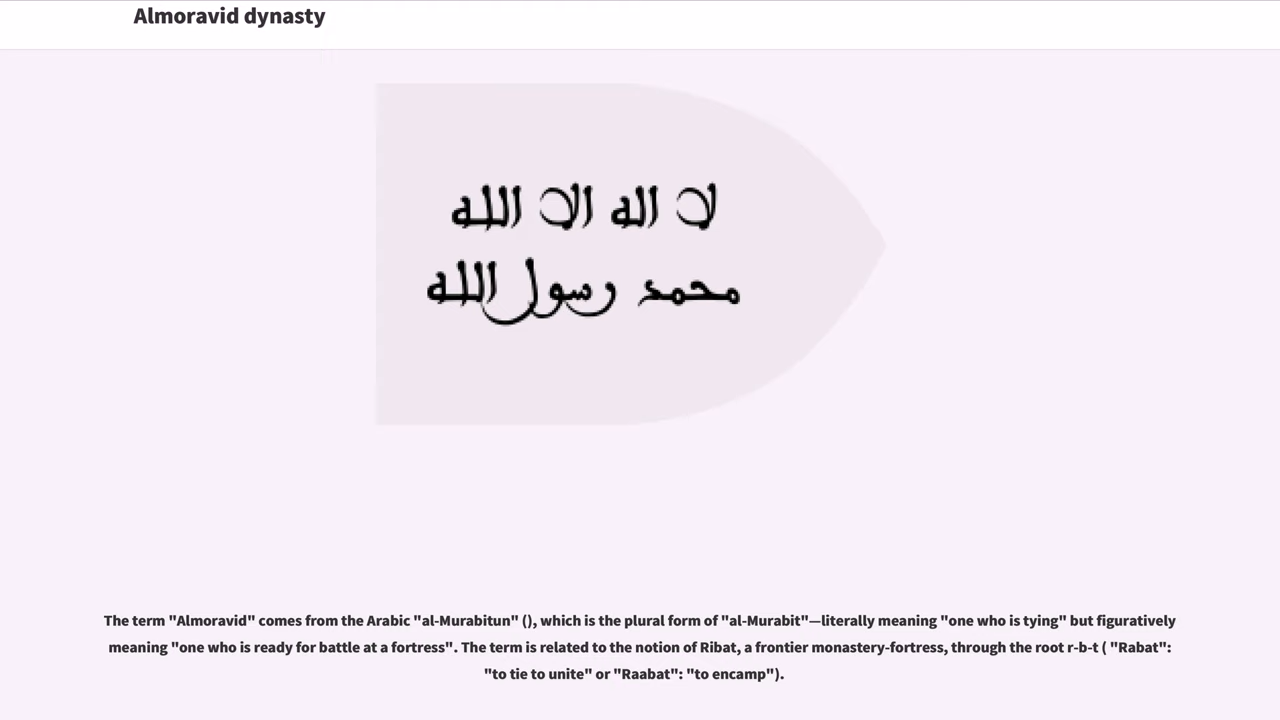 Almoravid dynasty
لا اله الا الله
محمد رسول الله
The term "Almoravid" comes from the Arabic "al-Murabitun" (), which is the plural form of "al-Murabit"—literally meaning "one who is tying" but figuratively
meaning "one who is ready for battle at a fortress". The term is related to the notion of Ribat, a frontier monastery-fortress, through the root r-b-t ( "Rabat":
"to tie to unite" or "Raabat": "to encamp").